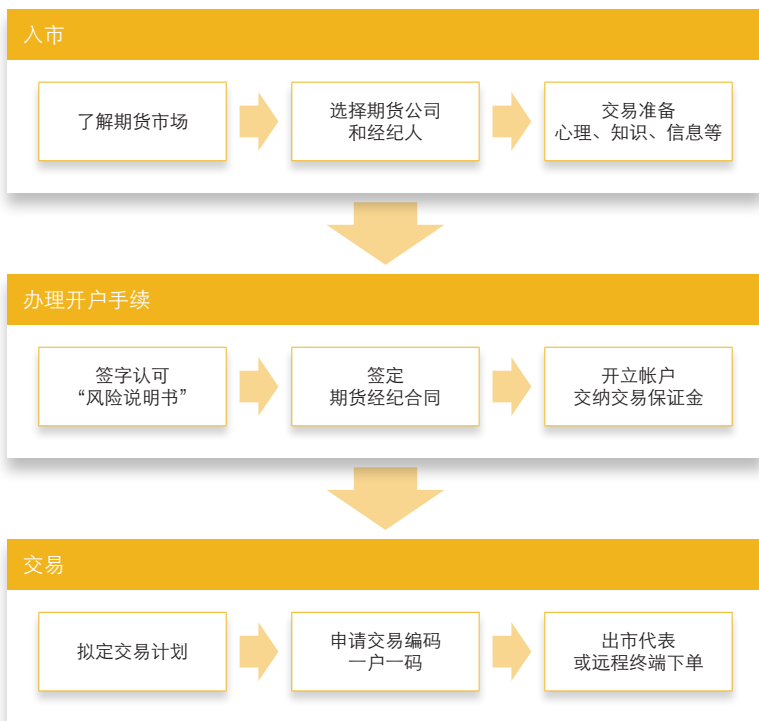 入市
了解期货市场
选择期货公司
和经纪人
交易准备
心理、知识、信息等
办理开户手续
签字认可
“风险说明书”
签定
期货经纪合同
开立帐户
交纳交易保证金
交易
拟定交易计划
申请交易编码
一户一码
出市代表
或远程终端下单